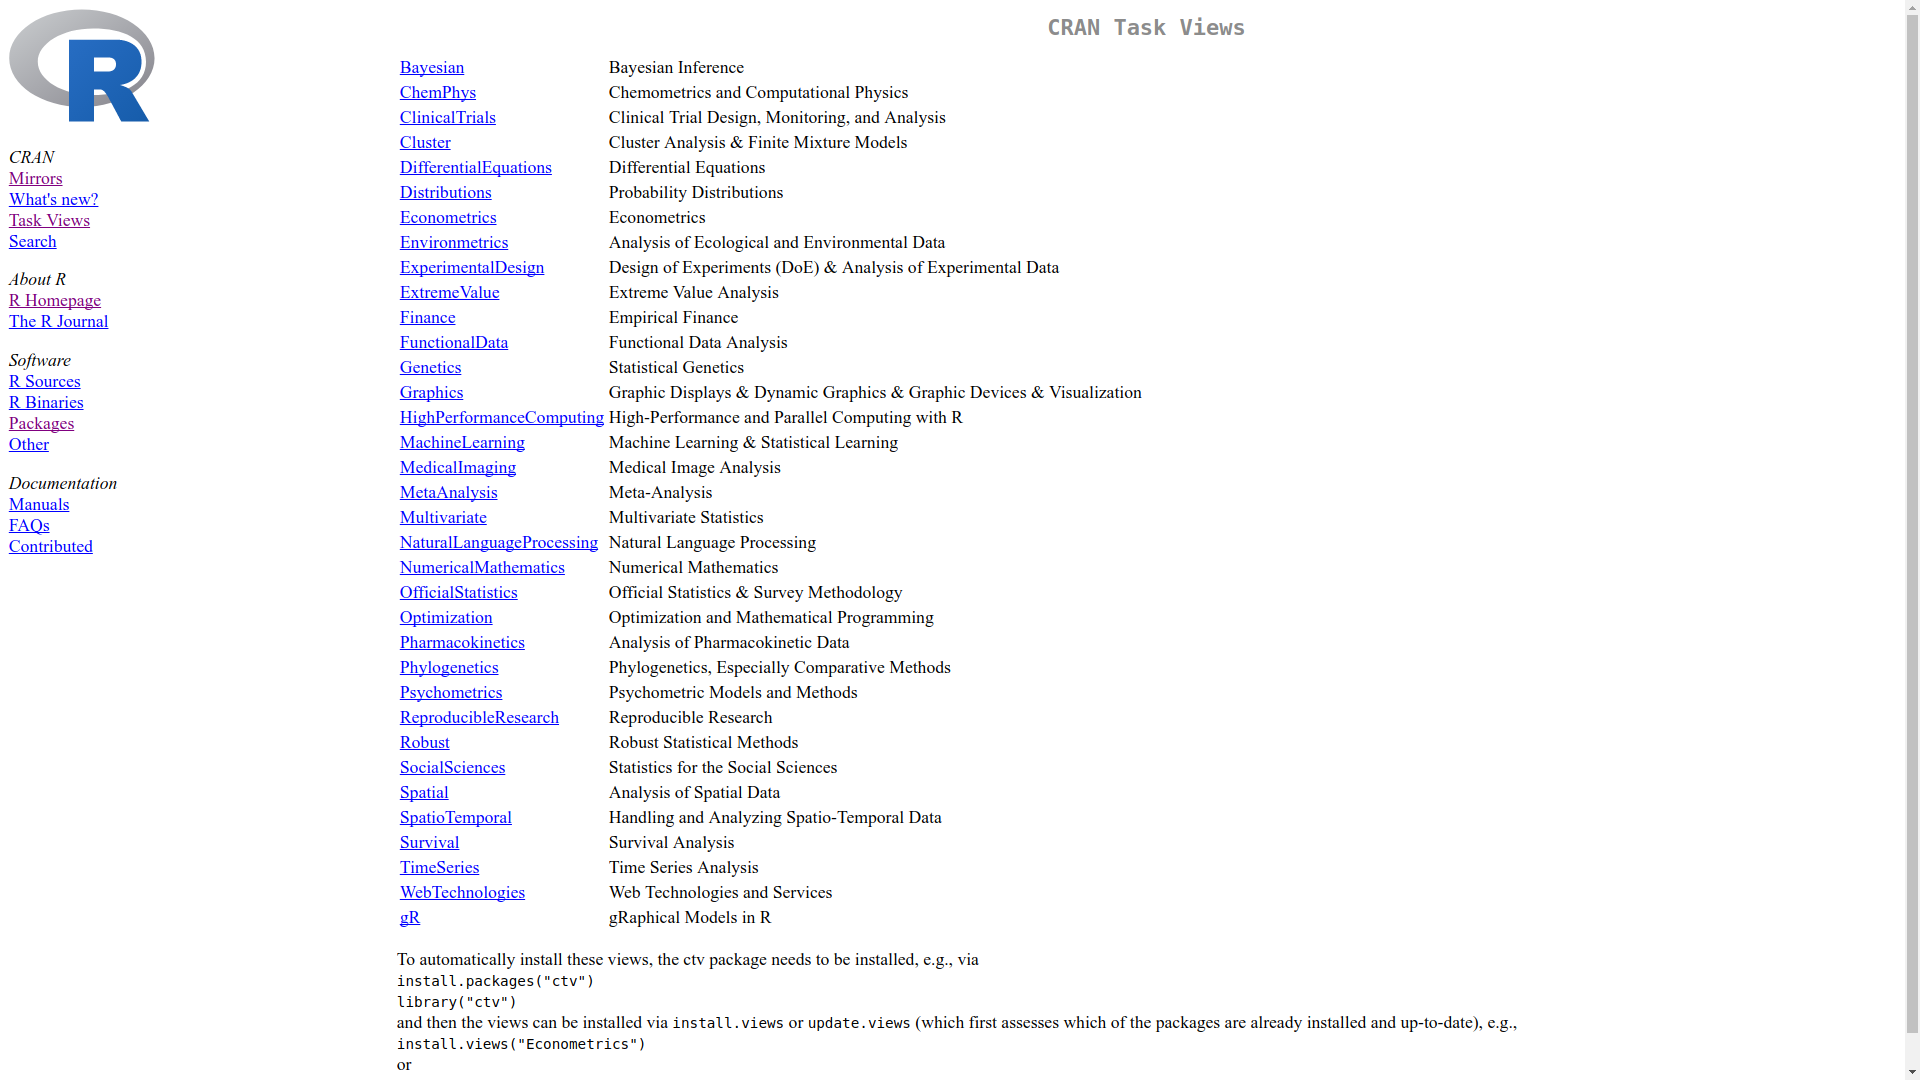 R
CRAN
Mirrors
What's new?
Task Views
Search
About R
R Homepage
The R Journal
Software
R Sources
R Binaries
Packages
Other
Documentation
Manuals
FAQs
Contributed
CRAN Task Views
Bayesian Bayesian Inference
ChemPhys Chemometrics and Computational Physics
ClinicalTrials Clinical Trial Design, Monitoring, and Analysis
Cluster Cluster Analysis & Finite Mixture Models
DifferentialEquations Differential Equations
Distributions Probability Distributions
Econometrics Econometrics
Environmetrics Analysis of Ecological and Environmental Data
ExperimentalDesign Design of Experiments (DoE) & Analysis of Experimental Data
ExtremeValue Extreme Value Analysis
Finance Empirical Finance
FunctionalData Functional Data Analysis
Genetics Statistical Genetics
Graphics Graphic Displays & Dynamic Graphics & Graphic Devices & Visualization
HighPerformanceComputing High-Performance and Parallel Computing with R
MachineLearning Machine Learning & Statistical Learning
MedicalImaging Medical Image Analysis
MetaAnalysis Meta-Analysis
Multivariate Multivariate Statistics
NaturalLanguageProcessing Natural Language Processing
NumericalMathematics Numerical Mathematics
OfficialStatistics Official Statistics & Survey Methodology
Optimization Optimization and Mathematical Programming
Pharmacokinetics Analysis of Pharmacokinetic Data
Phylogenetics Phylogenetics, Especially Comparative Methods
Psychometrics Psychometric Models and Methods
ReproducibleResearch Reproducible Research
Robust Robust Statistical Methods
SocialSciences Statistics for the Social Sciences
Spatial Analysis of Spatial Data
SpatioTemporal Handling and Analyzing Spatio-Temporal Data
Survival Survival Analysis
TimeSeries Time Series Analysis
WebTechnologies Web Technologies and Services
gR gRaphical Models in R
To automatically install these views, the ctv package needs to be installed, e.g., via
install.packages("ctv")
library("ctv")
and then the views can be installed via install.views or update.views (which first assesses which of the packages are already installed and up-to-date), e.g.,
install.views("Econometrics")
or